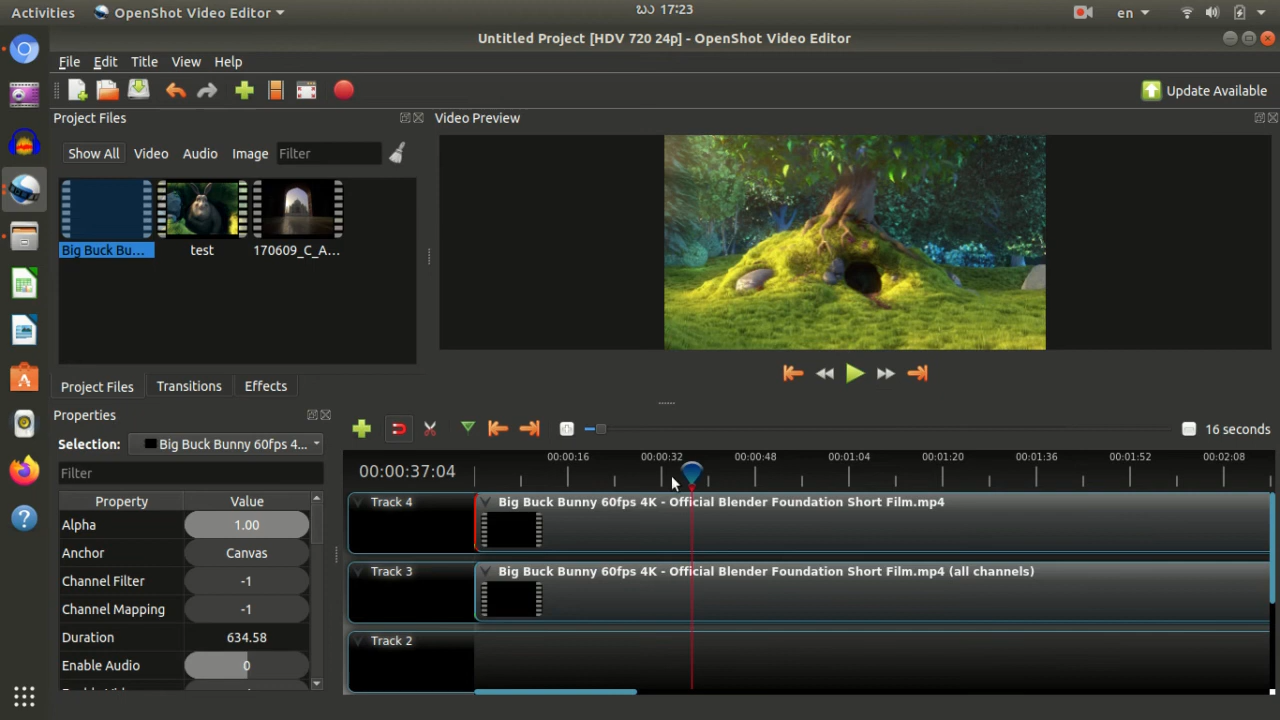 Activities OpenShot Video Editor ვა 17:23 en
Untitled Project [HDV 720 24p] - OpenShot Video Editor
File Edit Title View Help
Update Available
Project Files Video Preview
Show All Video Audio Image Filter
Big Buck Bu... test 170609_C_A...
Project Files Transitions Effects
Properties
Selection: Big Buck Bunny 60fps 4... 16 seconds
Filter
00:00:37:04 00:00:16 00:00:32 00:00:48 00:01:04 00:01:20 00:01:36 00:01:52 00:02:08
Property Value
Alpha 1.00
Anchor Canvas
Channel Filter -1
Channel Mapping -1
Duration 634.58
Enable Audio 0
Track 4 Big Buck Bunny 60fps 4K - Official Blender Foundation Short Film.mp4
Track 3 Big Buck Bunny 60fps 4K - Official Blender Foundation Short Film.mp4 (all channels)
Track 2